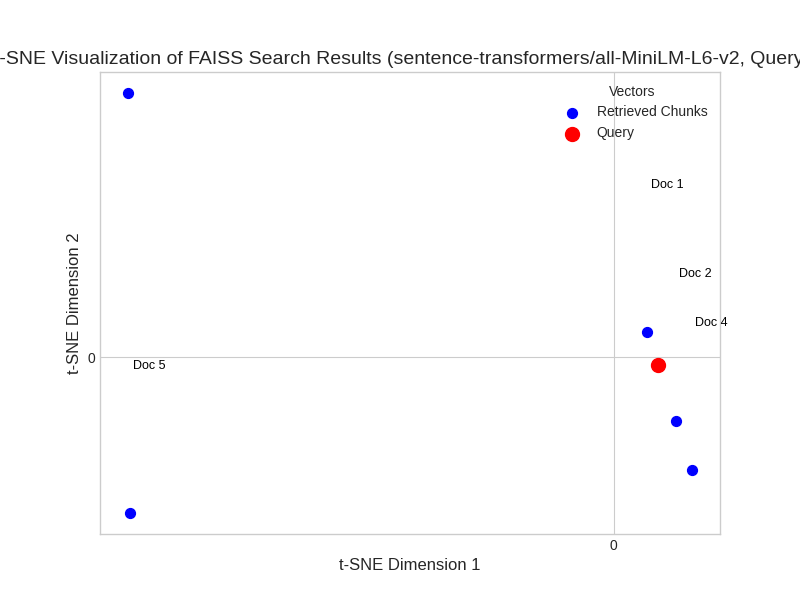 -SNE Visualization of FAISS Search Results (sentence-transformers/all-MiniLM-L6-v2, Query
Vectors
Retrieved Chunks
Query
Doc 1
Doc 2
Doc 4
Doc 5
0
t-SNE Dimension 2
0
t-SNE Dimension 1